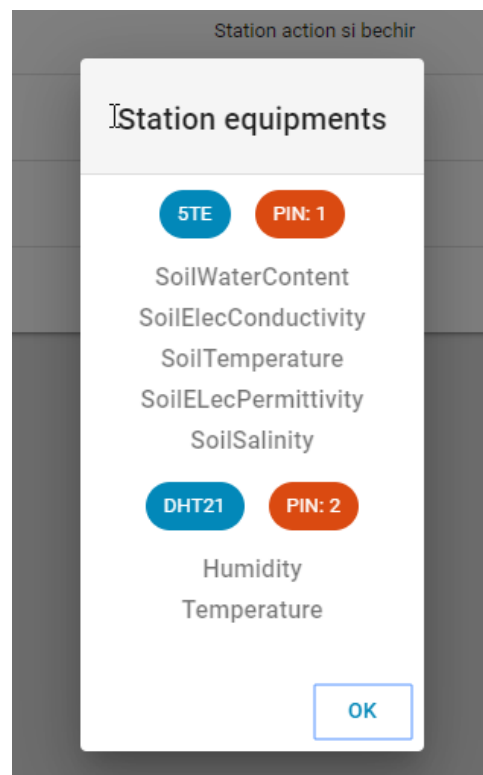 Station action si bechir
Station equipments
5TE PIN: 1
SoilWaterContent
SoilElecConductivity
SoilTemperature
SoilELecPermittivity
SoilSalinity
DHT21 PIN: 2
Humidity
Temperature
OK